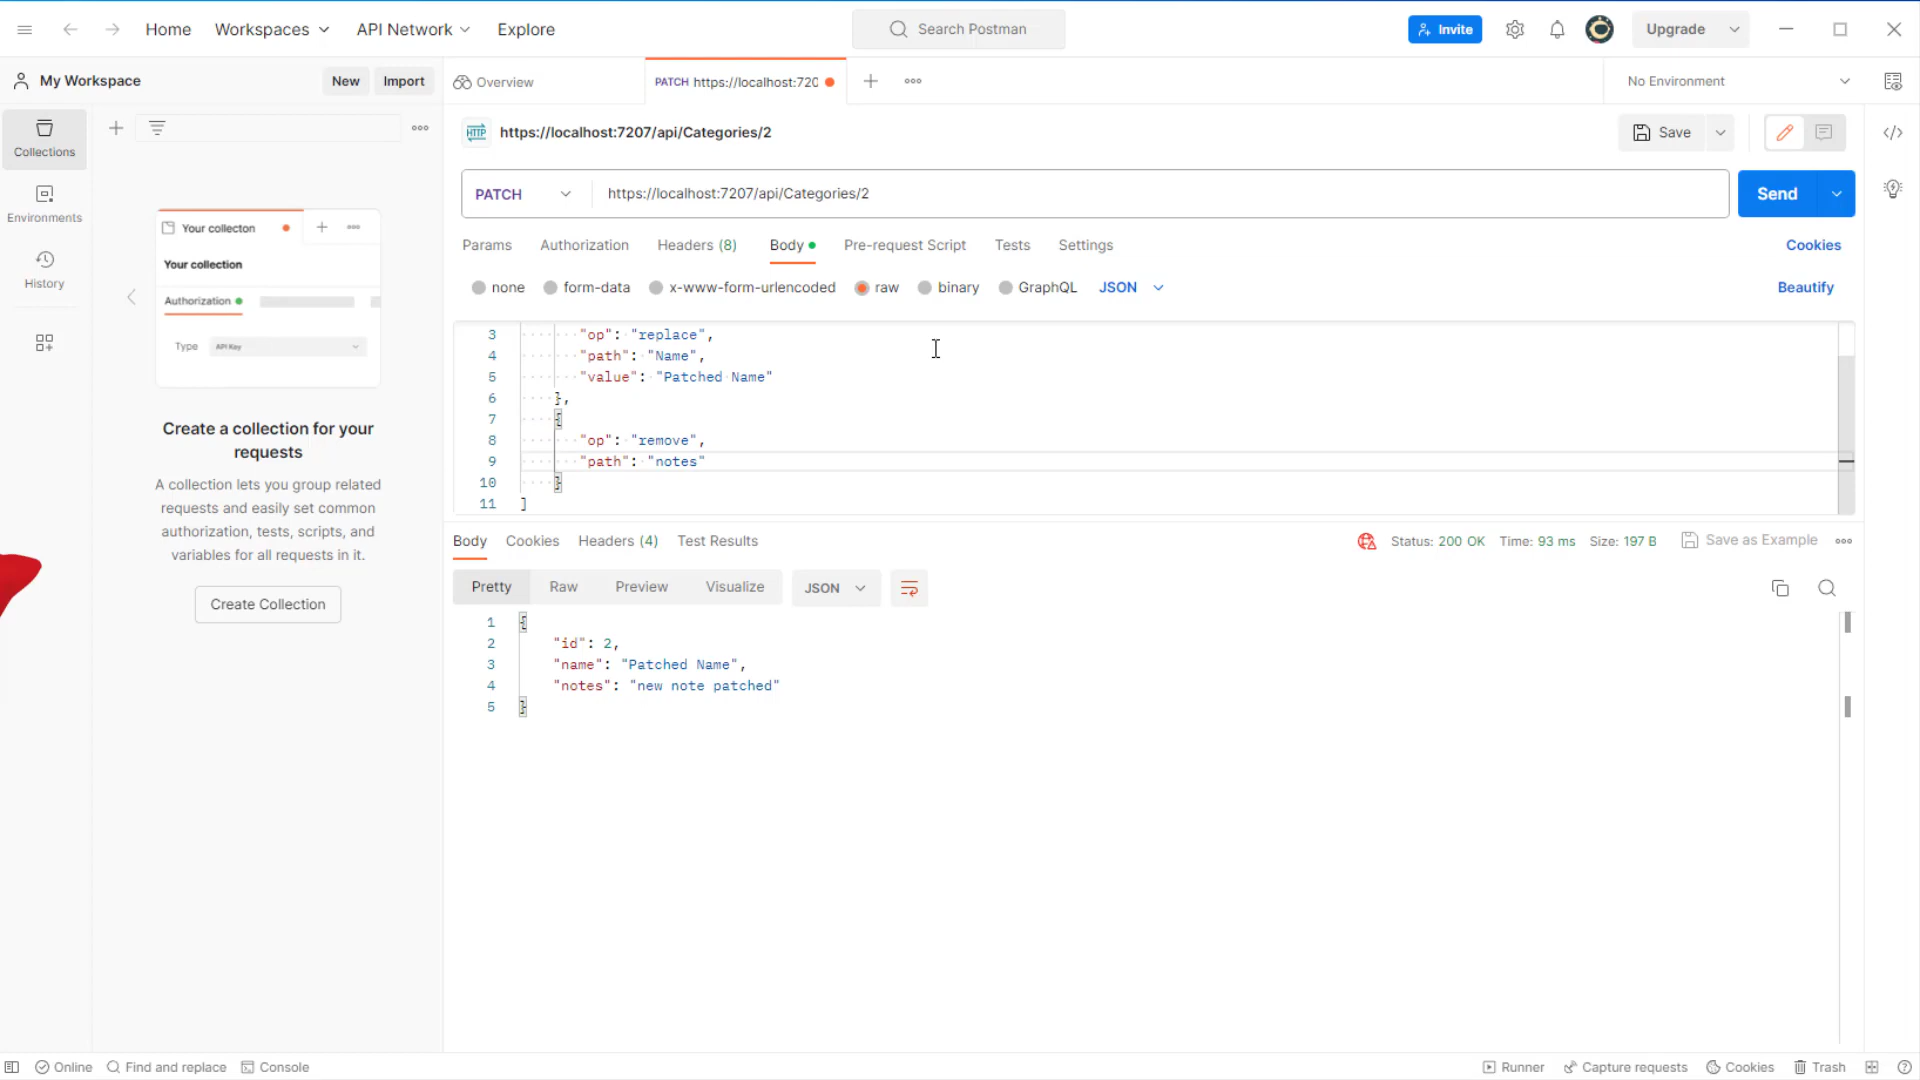 Home
Workspaces
API Network
Explore
Search Postman
Invite
Upgrade
My Workspace
New
Import
Overview
PATCH https://localhost:720
No Environment
Collections
Environments
History
Your collecton
Your collection
Authorization
Type
API Key
Create a collection for your
requests
A collection lets you group related
requests and easily set common
authorization, tests, scripts, and
variables for all requests in it.
Create Collection
HTTP https://localhost:7207/api/Categories/2
Save
PATCH
https://localhost:7207/api/Categories/2
Send
Params
Authorization
Headers (8)
Body
Pre-request Script
Tests
Settings
Cookies
none
form-data
x-www-form-urlencoded
raw
binary
GraphQL
JSON
Beautify
3 "op": "replace",
4 "path": "Name",
5 "value": "Patched Name"
6 },
7 {
8 "op": "remove",
9 "path": "notes"
10 }
11 ]
Body
Cookies
Headers (4)
Test Results
Status: 200 OK
Time: 93 ms
Size: 197 B
Save as Example
Pretty
Raw
Preview
Visualize
JSON
1 {
2 "id": 2,
3 "name": "Patched Name",
4 "notes": "new note patched"
5 }
Online
Find and replace
Console
Runner
Capture requests
Cookies
Trash